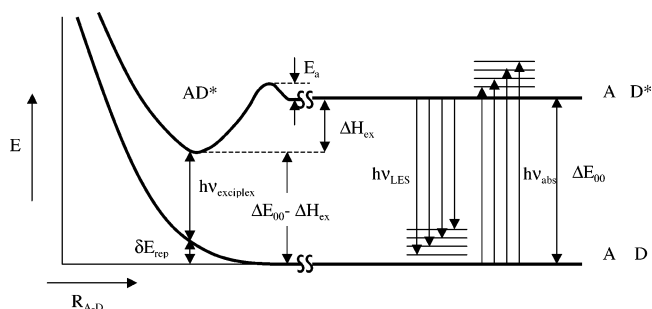 E
R_A-D
AD*
E_a
ΔH_ex
hν_exciplex
δE_rep
ΔE_00- ΔH_ex
hν_LES
hν_abs
ΔE_00
A D*
A D